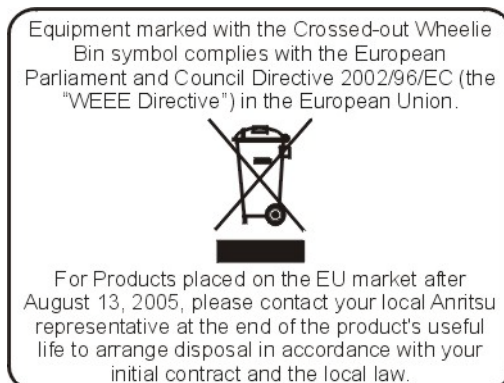 Equipment marked with the Crossed-out Wheelie
Bin symbol complies with the European
Parliament and Council Directive 2002/96/EC (the
“WEEE Directive”) in the European Union.
For Products placed on the EU market after
August 13, 2005, please contact your local Anritsu
representative at the end of the product's useful
life to arrange disposal in accordance with your
initial contract and the local law.